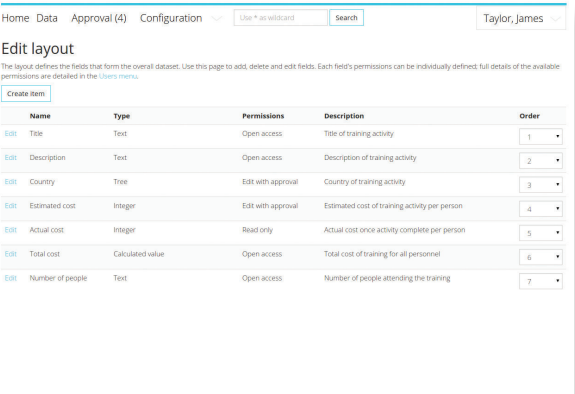 Home Data Approval (4) Configuration Use * as wildcard Search Taylor, James
Edit layout
The layout defines the fields that form the overall dataset. Use this page to add, delete and edit fields. Each field's permissions can be individually defined; full details of the available
permissions are detailed in the Users menu.
Create item
Name Type Permissions Description Order
Edit Title Text Open access Title of training activity 1
Edit Description Text Open access Description of training activity 2
Edit Country Tree Edit with approval Country of training activity 3
Edit Estimated cost Integer Edit with approval Estimated cost of training activity per person 4
Edit Actual cost Integer Read only Actual cost once activity complete per person 5
Edit Total cost Calculated value Open access Total cost of training for all personnel 6
Edit Number of people Text Open access Number of people attending the training 7